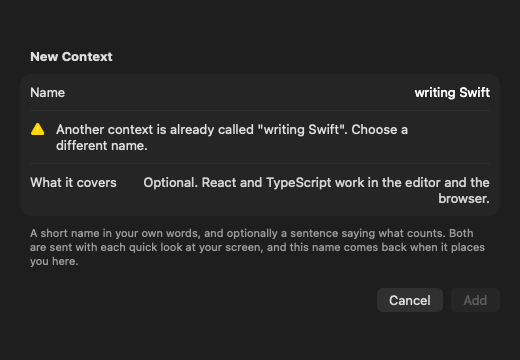 New Context
Name writing Swift
Another context is already called "writing Swift". Choose a
different name.
What it covers Optional. React and TypeScript work in the editor and the
browser.
A short name in your own words, and optionally a sentence saying what counts. Both
are sent with each quick look at your screen, and this name comes back when it places
you here.
Cancel Add